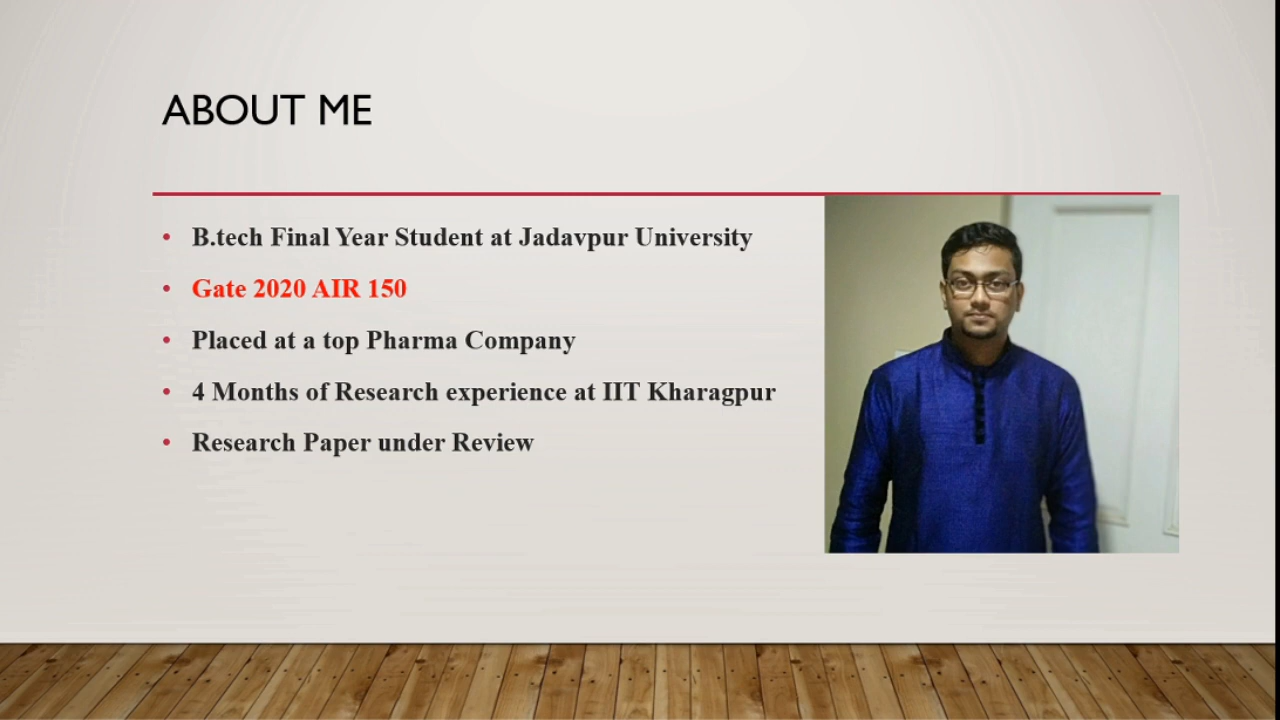 ABOUT ME
• B.tech Final Year Student at Jadavpur University
• Gate 2020 AIR 150
• Placed at a top Pharma Company
• 4 Months of Research experience at IIT Kharagpur
• Research Paper under Review